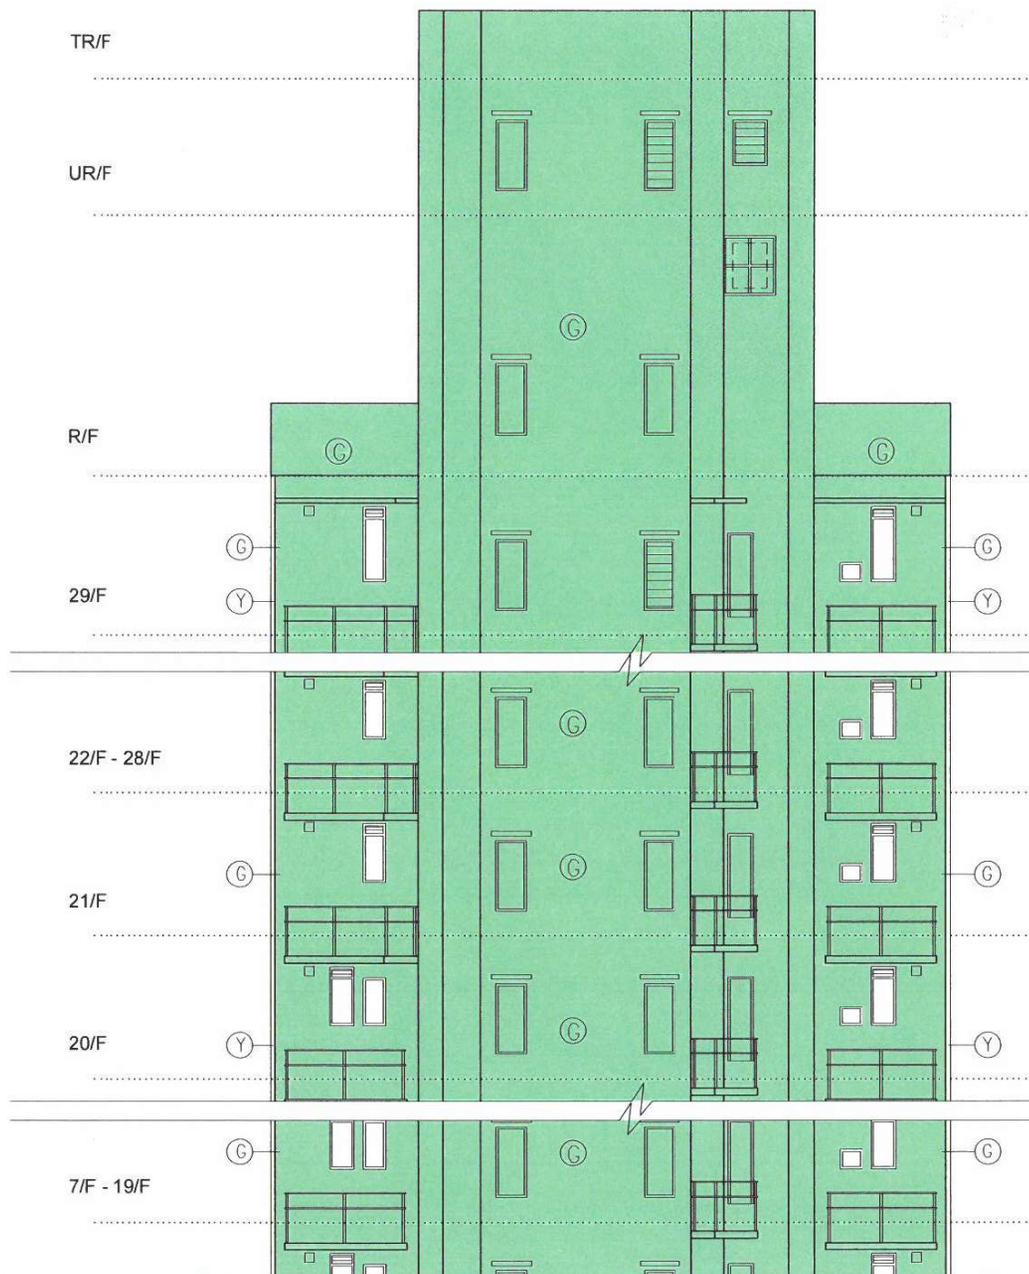 TR/F
UR/F
G
R/F
G G
G G
29/F
Y Y
G
22/F - 28/F
G G G
21/F
G
20/F
Y Y
G G G
7/F - 19/F